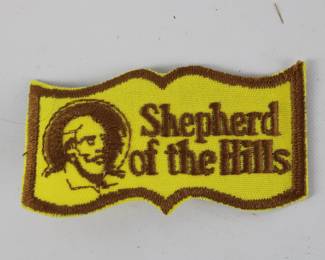 Shepherd
of the Hills